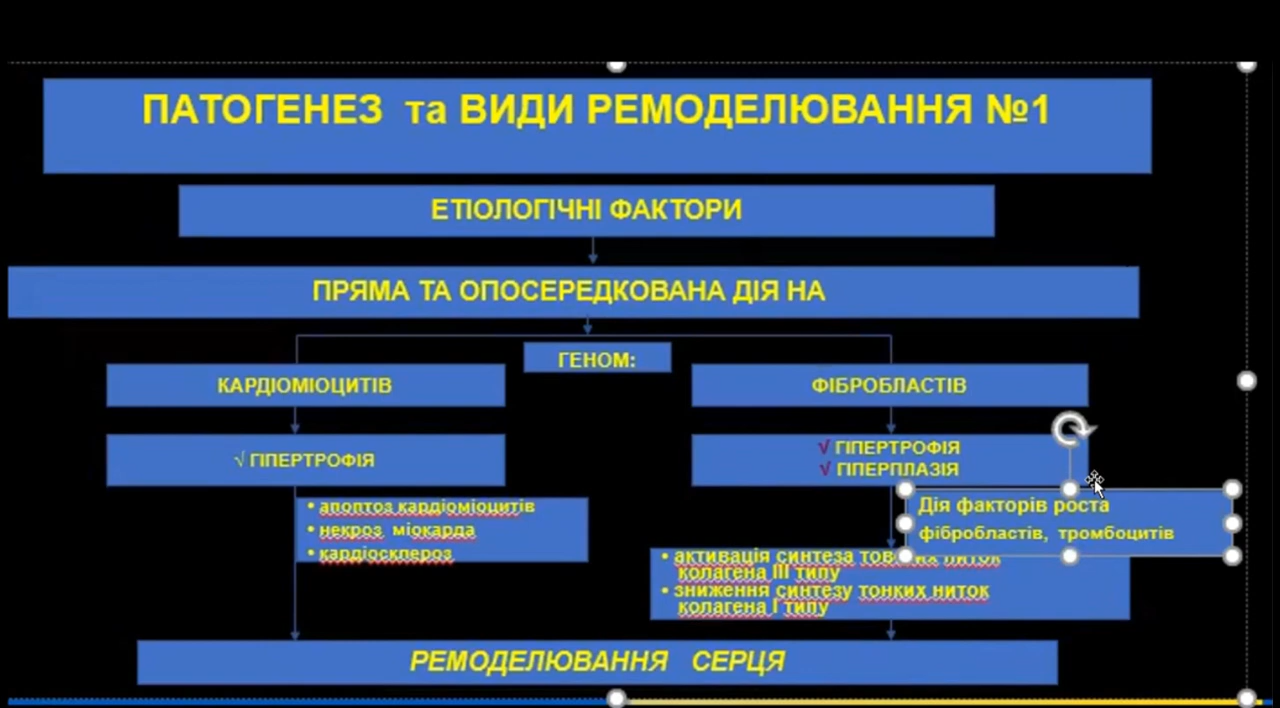 ПАТОГЕНЕЗ та ВИДИ РЕМОДЕЛЮВАННЯ №1
ЕТІОЛОГІЧНІ ФАКТОРИ
ПРЯМА ТА ОПОСЕРЕДКОВАНА ДІЯ НА
ГЕНОМ:
КАРДІОМІОЦИТІВ
ФІБРОБЛАСТІВ
√ ГІПЕРТРОФІЯ
√ ГІПЕРТРОФІЯ
√ ГІПЕРПЛАЗІЯ
• апоптоз кардіоміоцитів
• некроз міокарда
• кардіосклероз
Дія факторів роста
фібробластів, тромбоцитів
• активація синтеза ниток
колагена III типу
• зниження синтезу тонких ниток
колагена I типу
РЕМОДЕЛЮВАННЯ СЕРЦЯ